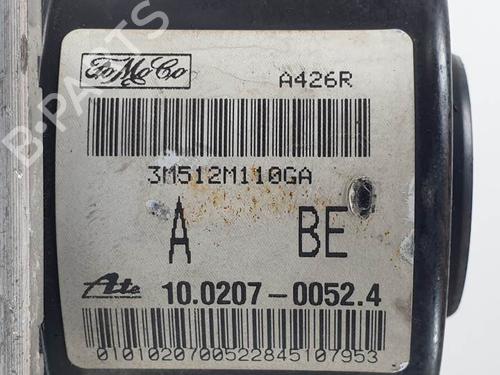 FoMoCo A426R
3M512M110GA
A BE
Ate 10.0207-0052.4
0101020700522845107953
B-PARTS